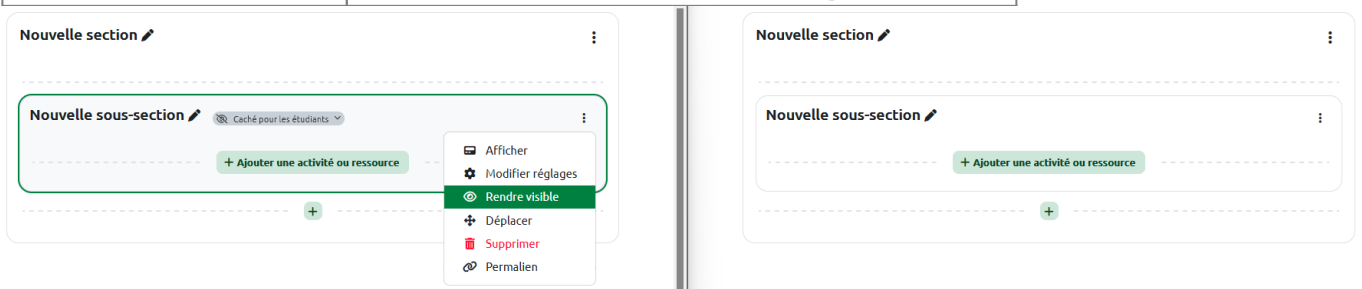 Nouvelle section
Nouvelle sous-section Caché pour les étudiants
+ Ajouter une activité ou ressource
Afficher
Modifier réglages
Rendre visible
Déplacer
Supprimer
Permalien
+
Nouvelle section
Nouvelle sous-section
+ Ajouter une activité ou ressource
+